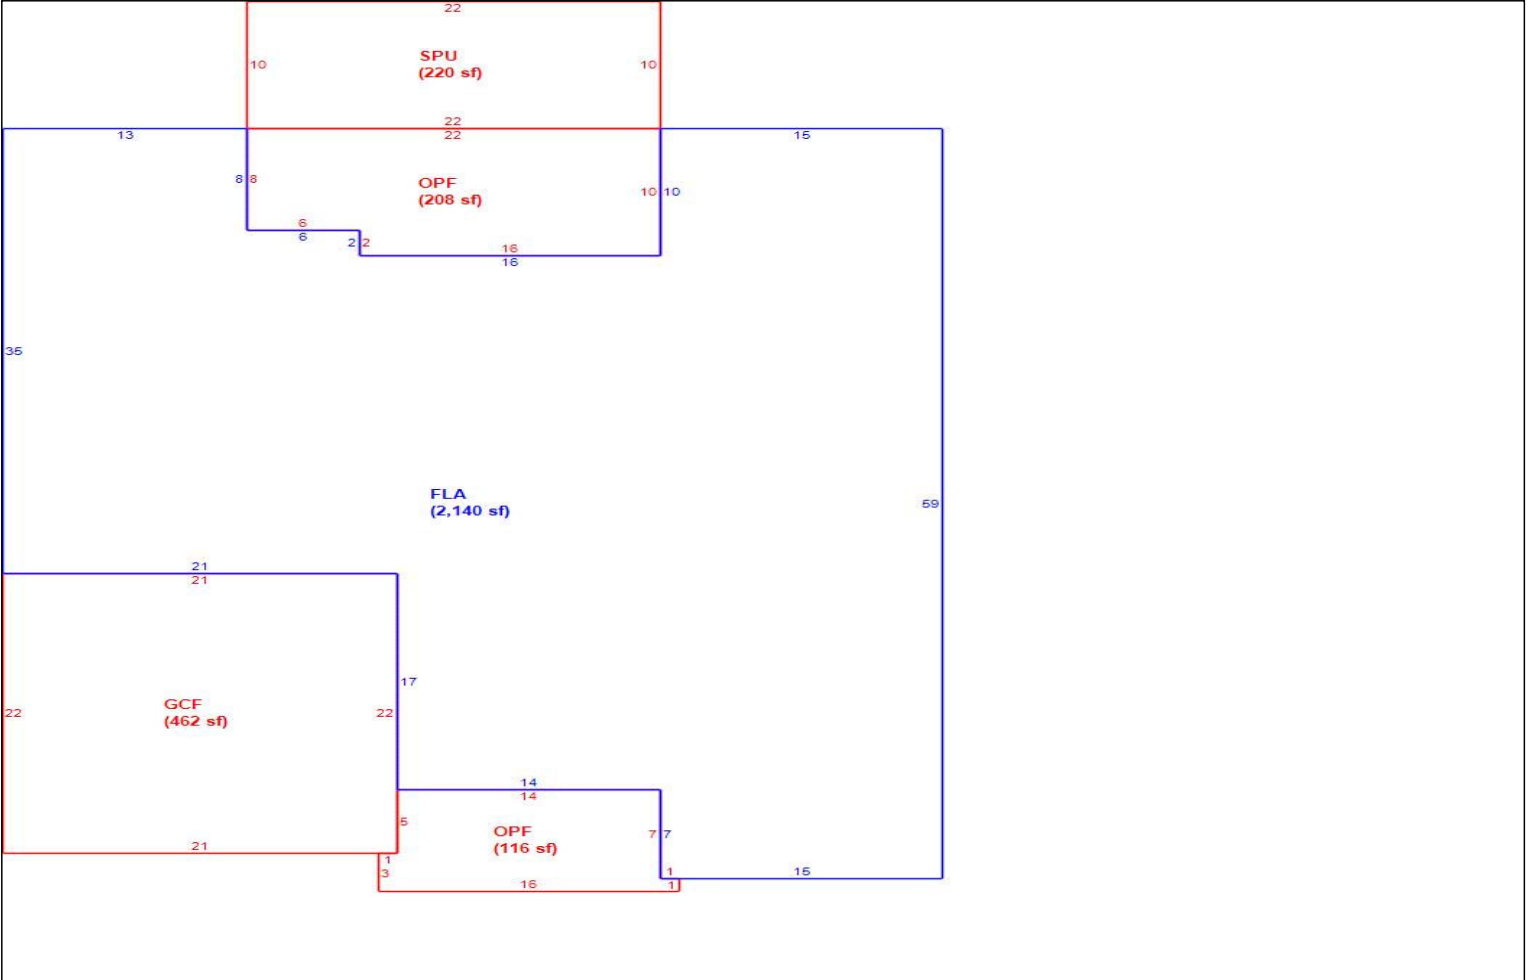 22
SPU
10 10
(220 sf)
22
13 22 15
8 8 OPF 10 10
(208 sf)
6
6 2 2 16
16
35
FLA
(2,140 sf)
59
21
21
17
GCF
22 22
(462 sf)
14
14
5 OPF 7 7
(116 sf)
21
1
3 1 15
16 1